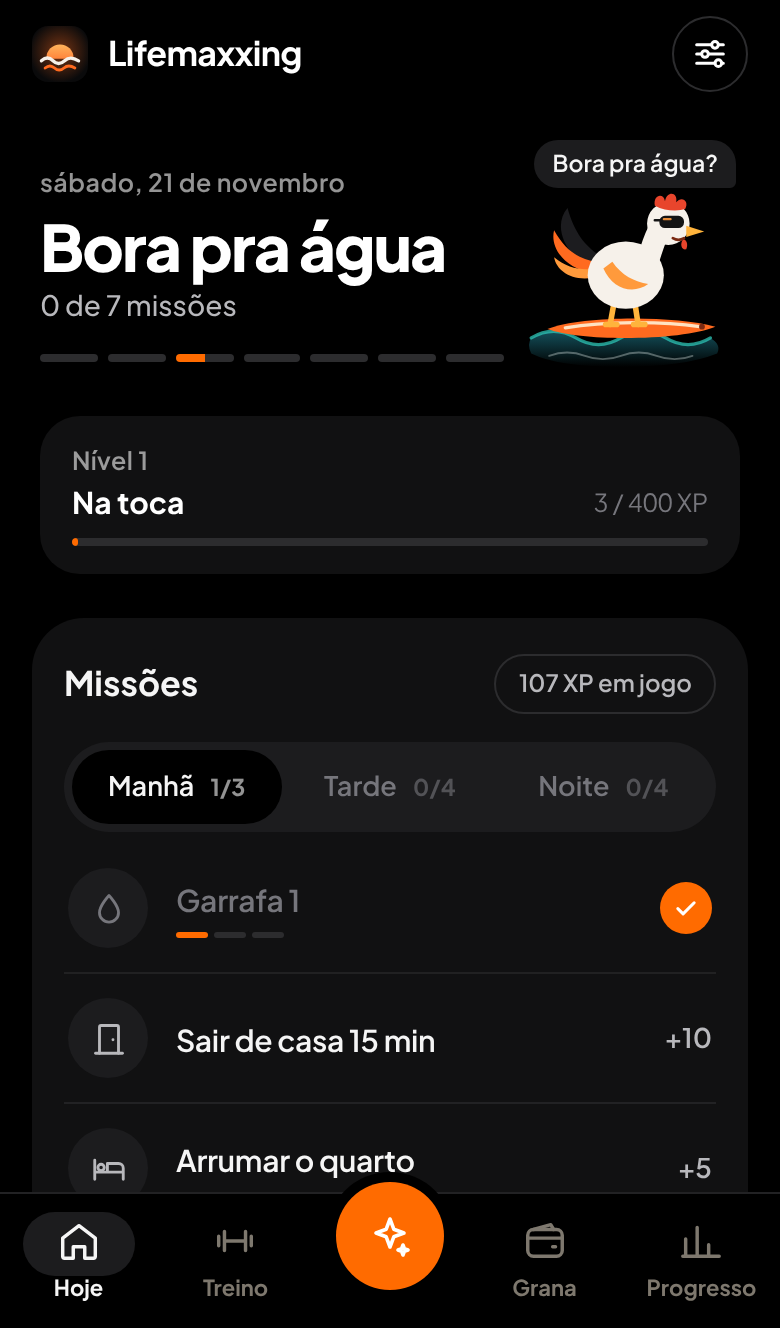 Lifemaxxing
Bora pra água?
sábado, 21 de novembro
Bora pra água
0 de 7 missões
Nível 1
Na toca
3 / 400 XP
Missões
107 XP em jogo
Manhã 1/3
Tarde 0/4
Noite 0/4
Garrafa 1
Sair de casa 15 min
+10
Arrumar o quarto
+5
Hoje
Treino
Grana
Progresso